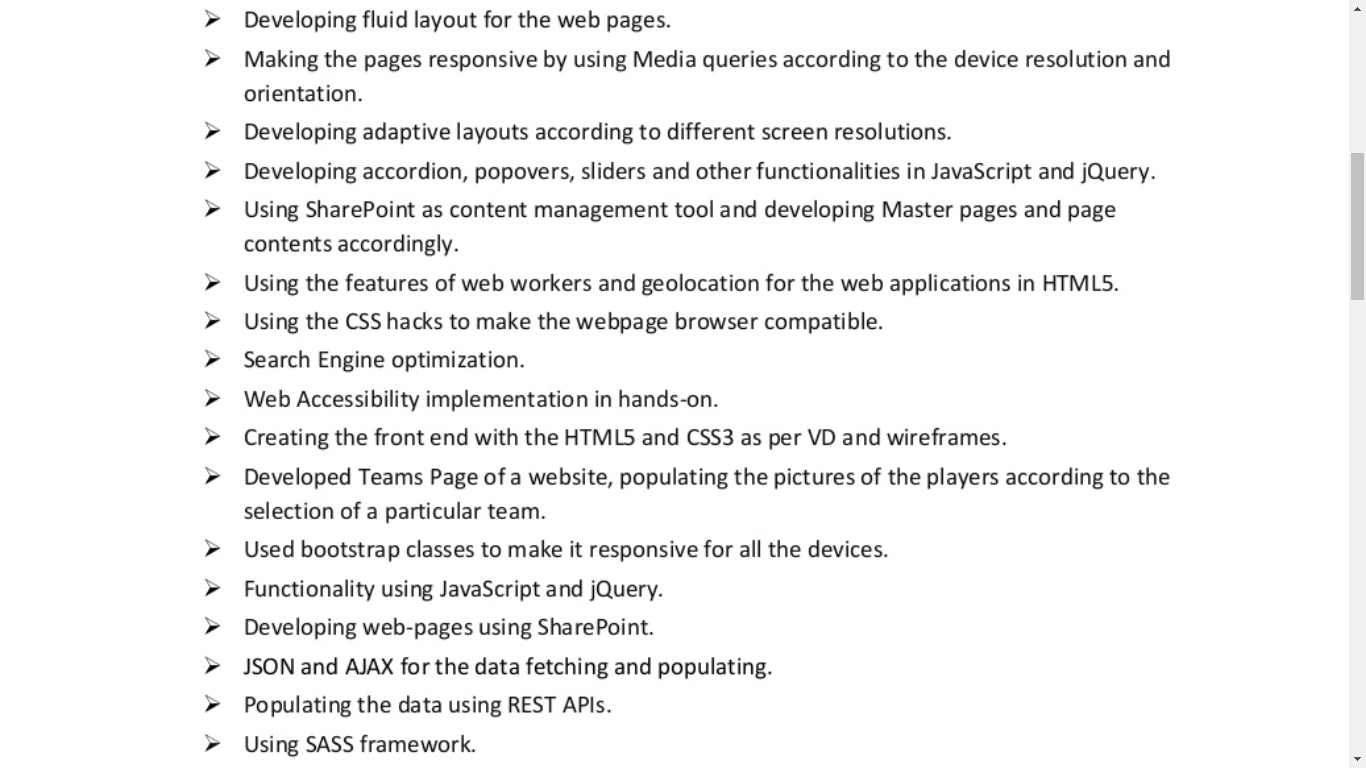 ➢ Developing fluid layout for the web pages.
➢ Making the pages responsive by using Media queries according to the device resolution and
orientation.
➢ Developing adaptive layouts according to different screen resolutions.
➢ Developing accordion, popovers, sliders and other functionalities in JavaScript and jQuery.
➢ Using SharePoint as content management tool and developing Master pages and page
contents accordingly.
➢ Using the features of web workers and geolocation for the web applications in HTML5.
➢ Using the CSS hacks to make the webpage browser compatible.
➢ Search Engine optimization.
➢ Web Accessibility implementation in hands-on.
➢ Creating the front end with the HTML5 and CSS3 as per VD and wireframes.
➢ Developed Teams Page of a website, populating the pictures of the players according to the
selection of a particular team.
➢ Used bootstrap classes to make it responsive for all the devices.
➢ Functionality using JavaScript and jQuery.
➢ Developing web-pages using SharePoint.
➢ JSON and AJAX for the data fetching and populating.
➢ Populating the data using REST APIs.
➢ Using SASS framework.